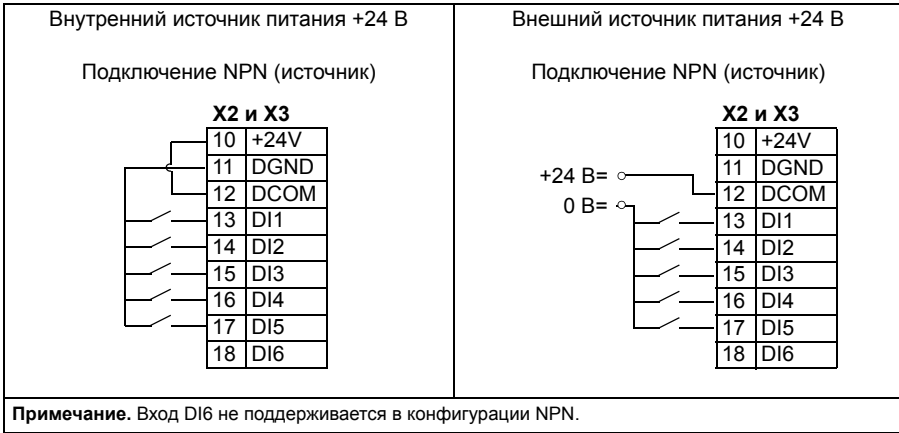 Внутренний источник питания +24 В
Подключение NPN (источник)
X2 и X3
10 +24V
11 DGND
12 DCOM
13 DI1
14 DI2
15 DI3
16 DI4
17 DI5
18 DI6
Внешний источник питания +24 В
Подключение NPN (источник)
X2 и X3
+24 В=
0 В=
10 +24V
11 DGND
12 DCOM
13 DI1
14 DI2
15 DI3
16 DI4
17 DI5
18 DI6
Примечание. Вход DI6 не поддерживается в конфигурации NPN.